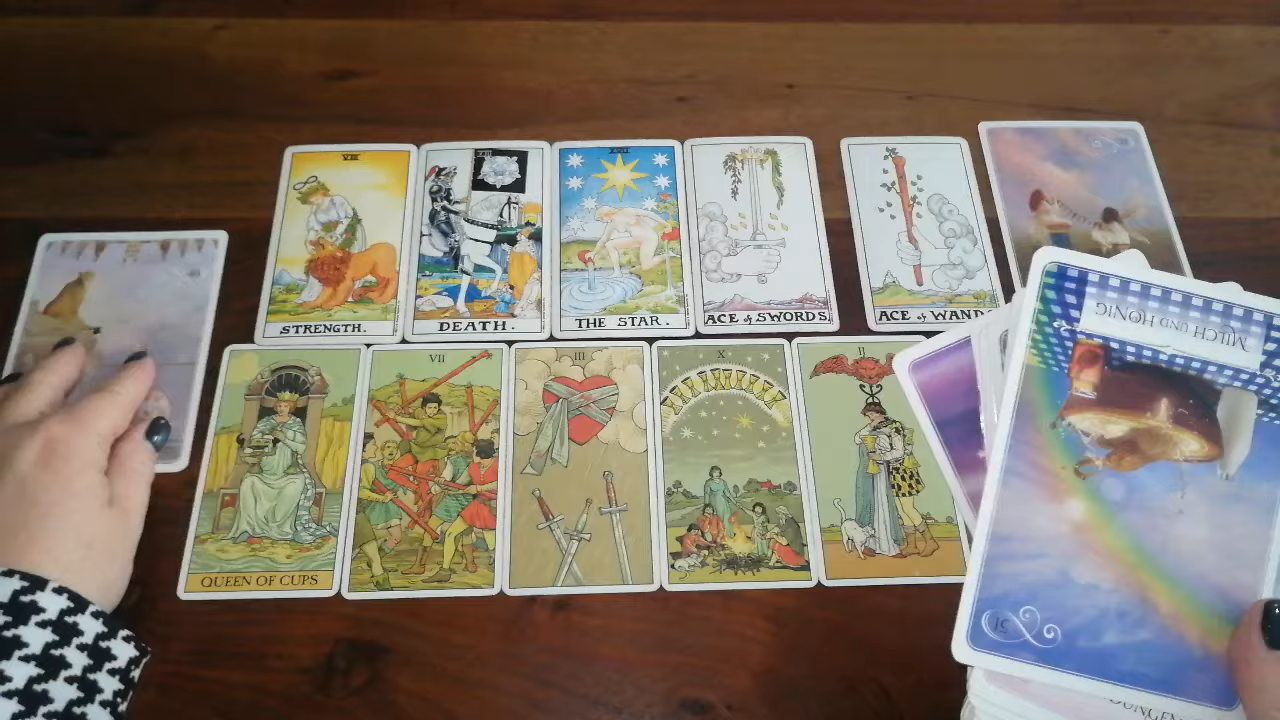 VIII
STRENGTH.
XIII
DEATH.
XVII
THE STAR.
ACE of SWORDS.
ACE of WANDS
QUEEN OF CUPS
VII
III
X
II
MILCH UND HONIG
51